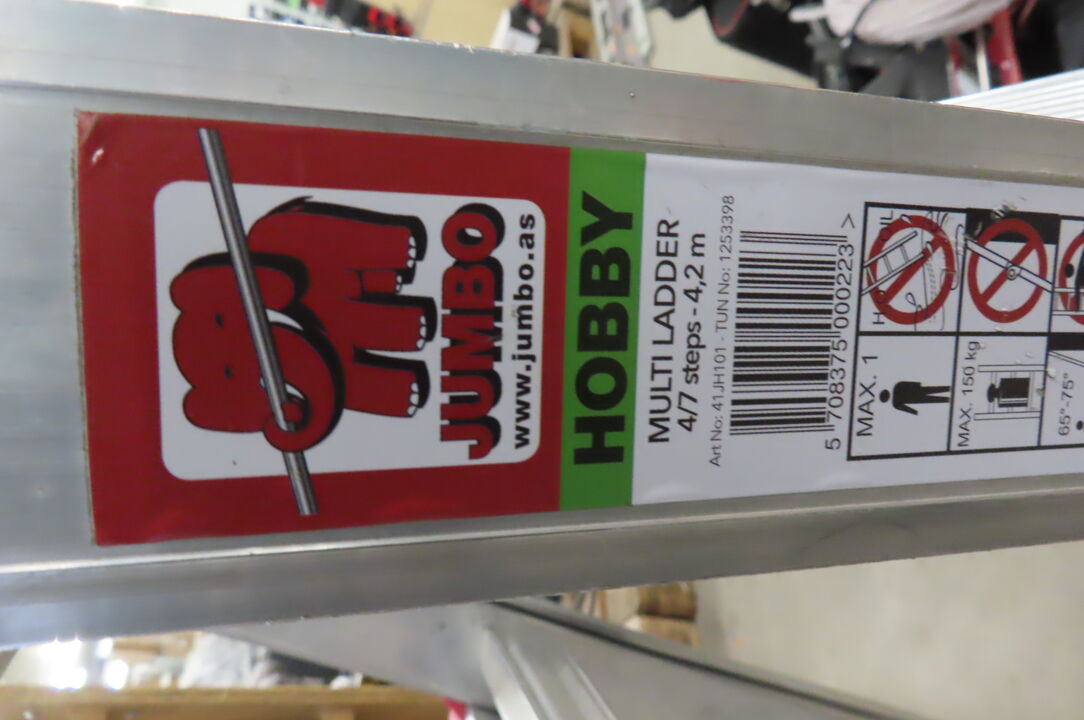 JUMBO
www.jumbo.as
HOBBY
MULTI LADDER
4/7 steps - 4,2 m
Art No: 41JH101 - TUN No: 1253398
5 708375 000223 >
MAX. 1
MAX. 150 kg
65°-75°